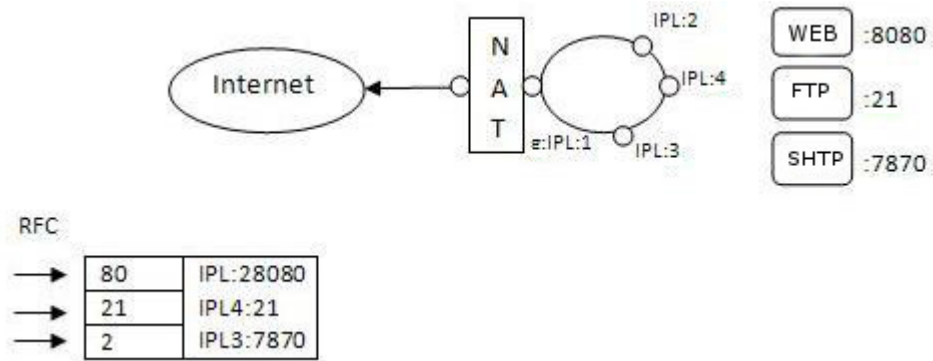 IPL:2
WEB :8080
N
A
T
Internet
IPL:4
FTP :21
ε:IPL:1
IPL:3
SHTP :7870
RFC
80 IPL:28080
21 IPL4:21
2 IPL3:7870